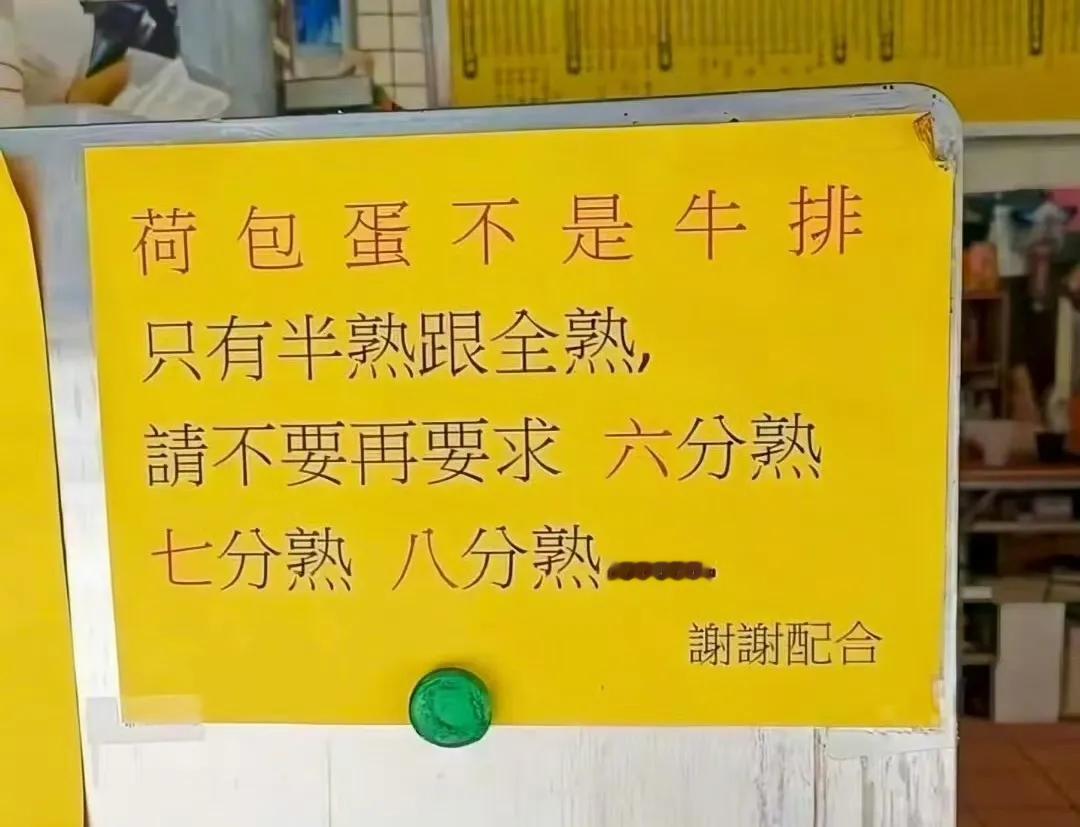 荷包蛋不是牛排
只有半熟跟全熟,
請不要再要求 六分熟
七分熟 八分熟......
謝謝配合